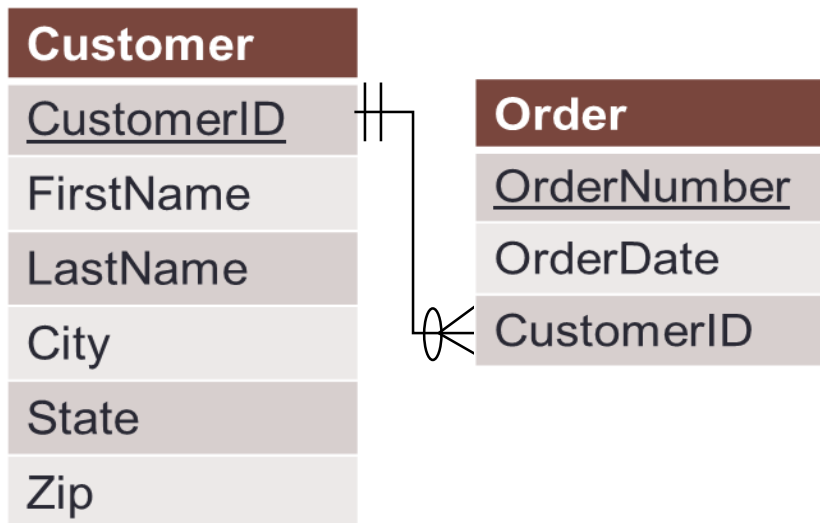 Customer
CustomerID
FirstName
LastName
City
State
Zip
Order
OrderNumber
OrderDate
CustomerID